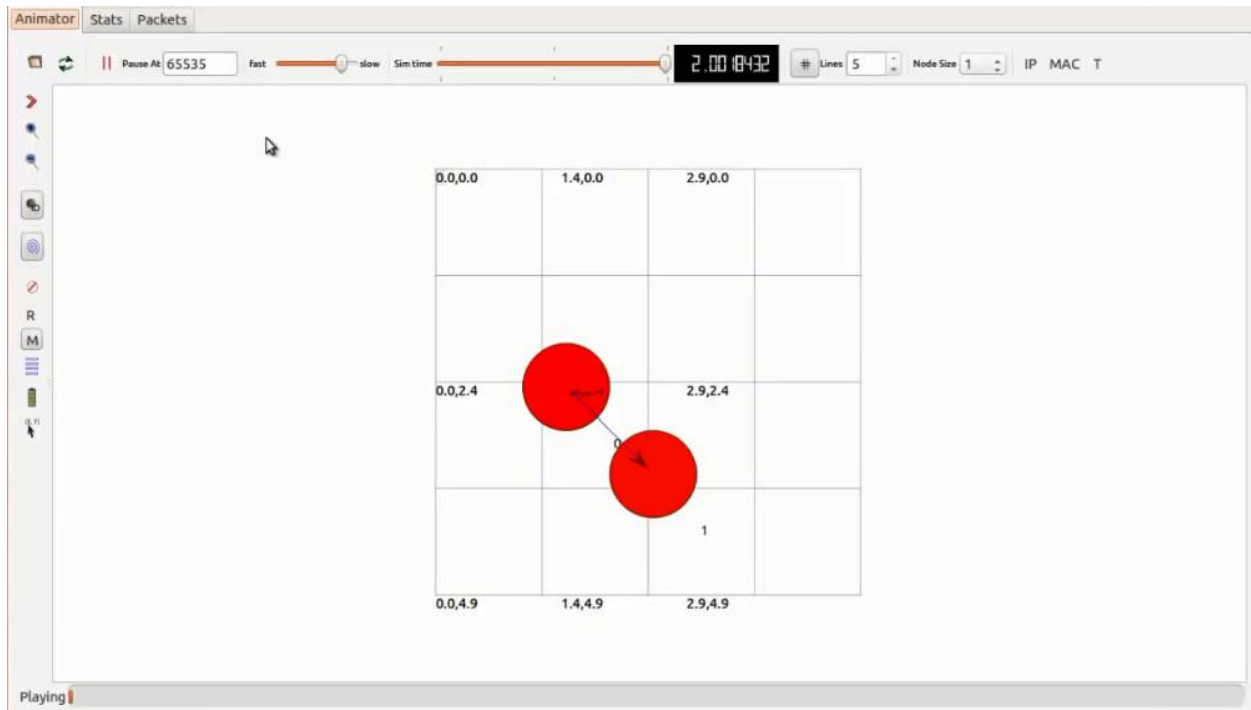 Animator Stats Packets
Pause At 65535 fast slow Sim time 2.0018432 # Lines 5 Node Size 1 IP MAC T
0.0,0.0 1.4,0.0 2.9,0.0
R
M
0.0,2.4 2.9,2.4
0
1
0.0,4.9 1.4,4.9 2.9,4.9
Playing